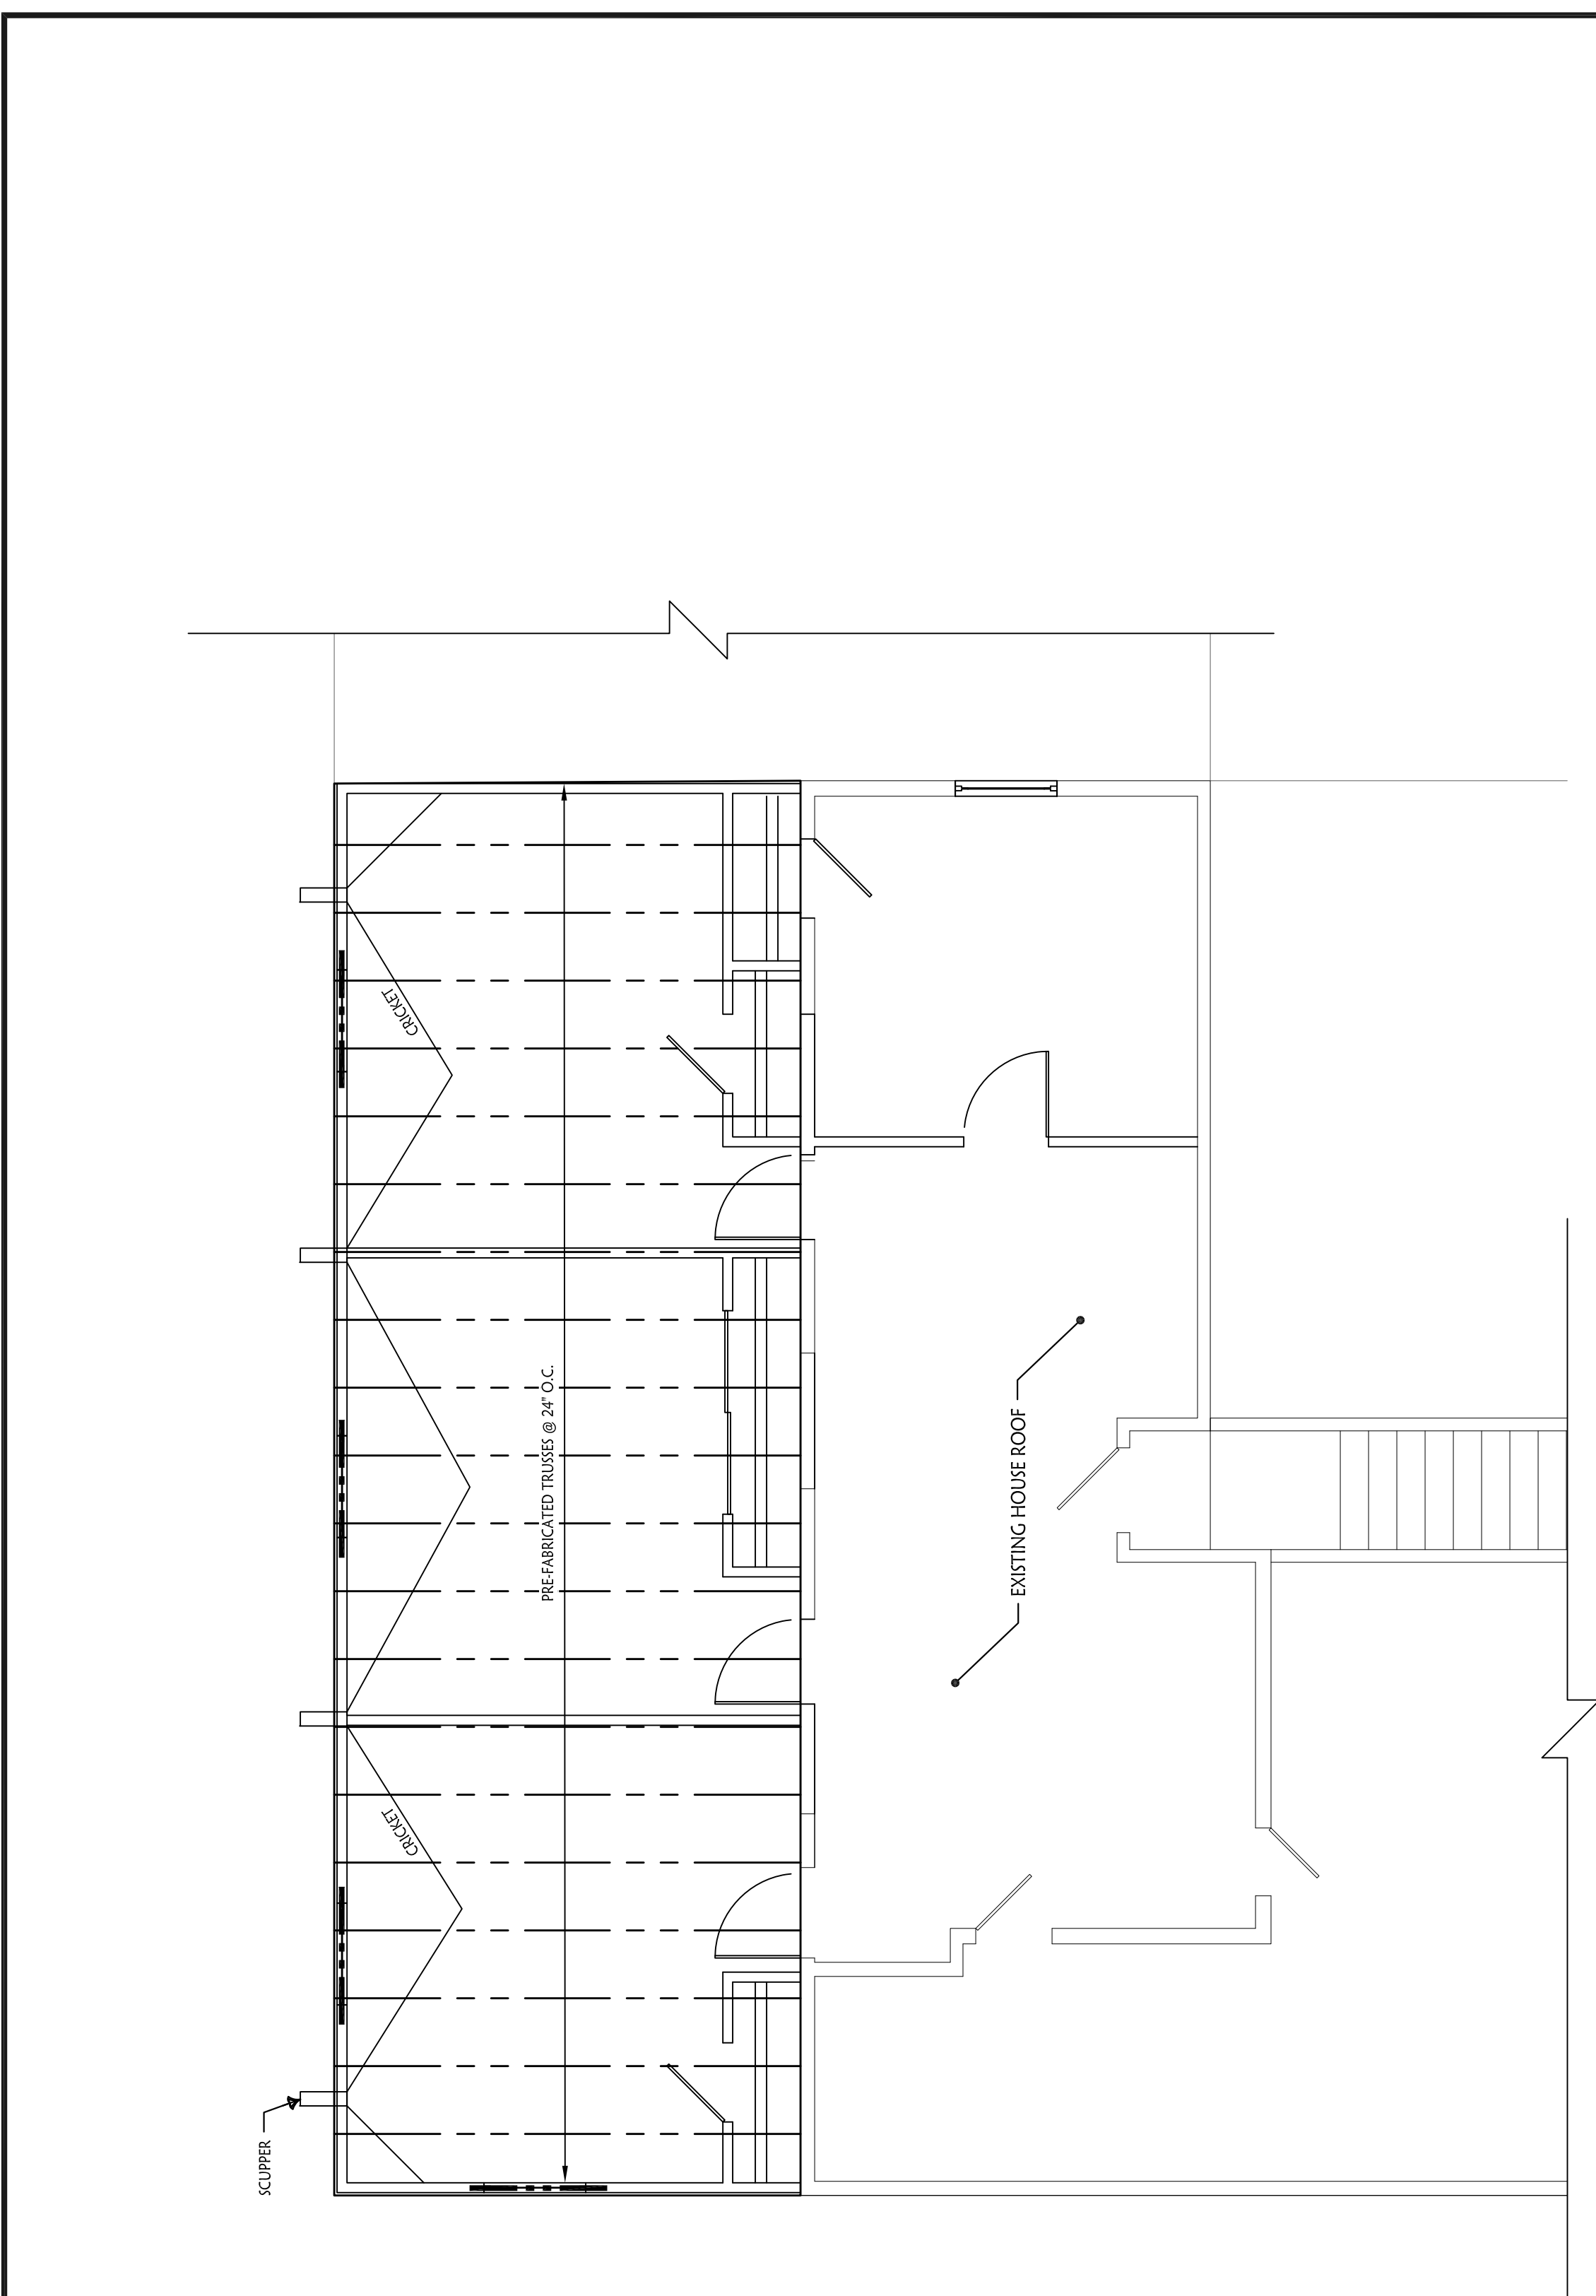 CRICKET
PRE-FABRICATED TRUSSES @ 24" O.C.
EXISTING HOUSE ROOF
CRICKET
SCUPPER